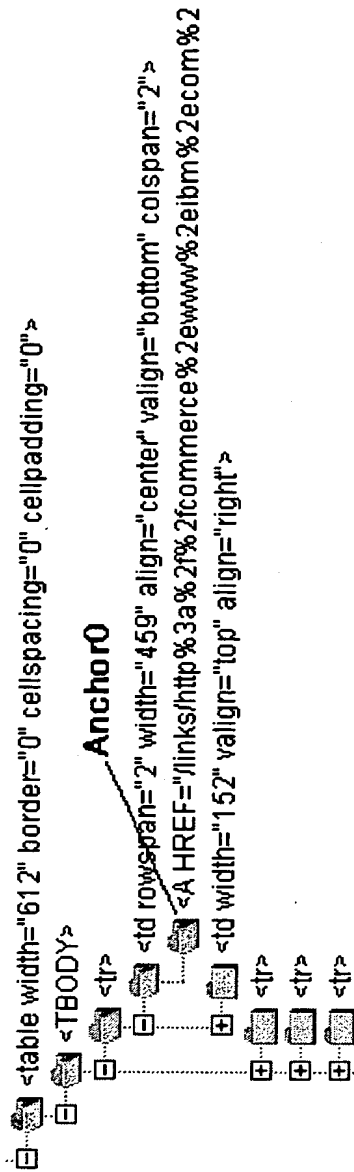 <table width="612" border="0" cellspacing="0" cellpadding="0">
<TBODY>
Anchor0
<tr>
<td rowspan="2" width="459" align="center" valign="bottom" colspan="2">
<A HREF="/links/http%3a%2f%2fcommerce%2ewww%2eibm%2ecom%2
<td width="152" valign="top" align="right">
<tr>
<tr>
<tr>